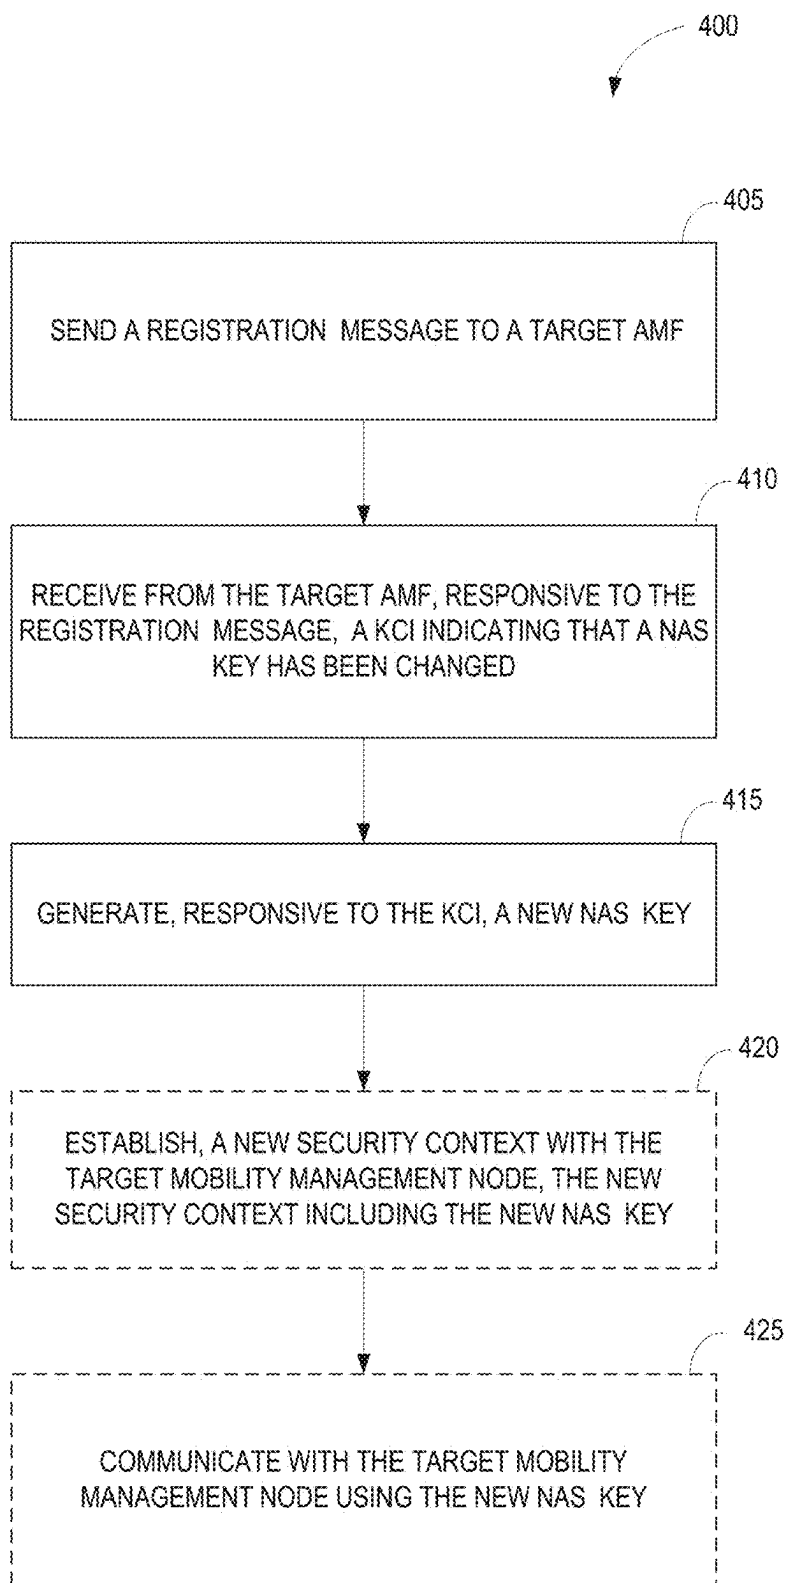 400
405
SEND A REGISTRATION MESSAGE TO A TARGET AMF
410
RECEIVE FROM THE TARGET AMF, RESPONSIVE TO THE
REGISTRATION MESSAGE, A KCI INDICATING THAT A NAS
KEY HAS BEEN CHANGED
415
GENERATE, RESPONSIVE TO THE KCI, A NEW NAS KEY
420
ESTABLISH, A NEW SECURITY CONTEXT WITH THE
TARGET MOBILITY MANAGEMENT NODE, THE NEW
SECURITY CONTEXT INCLUDING THE NEW NAS KEY
425
COMMUNICATE WITH THE TARGET MOBILITY
MANAGEMENT NODE USING THE NEW NAS KEY